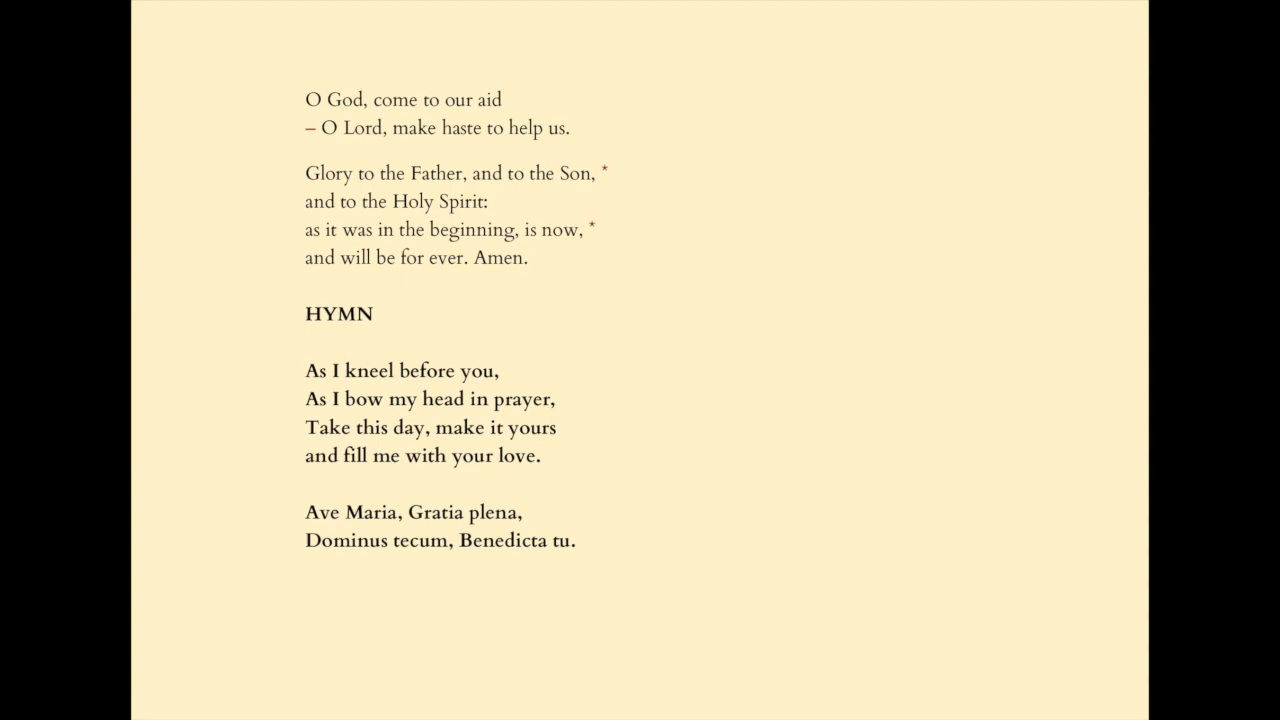 O God, come to our aid
– O Lord, make haste to help us.
Glory to the Father, and to the Son, *
and to the Holy Spirit:
as it was in the beginning, is now, *
and will be for ever. Amen.
HYMN
As I kneel before you,
As I bow my head in prayer,
Take this day, make it yours
and fill me with your love.
Ave Maria, Gratia plena,
Dominus tecum, Benedicta tu.